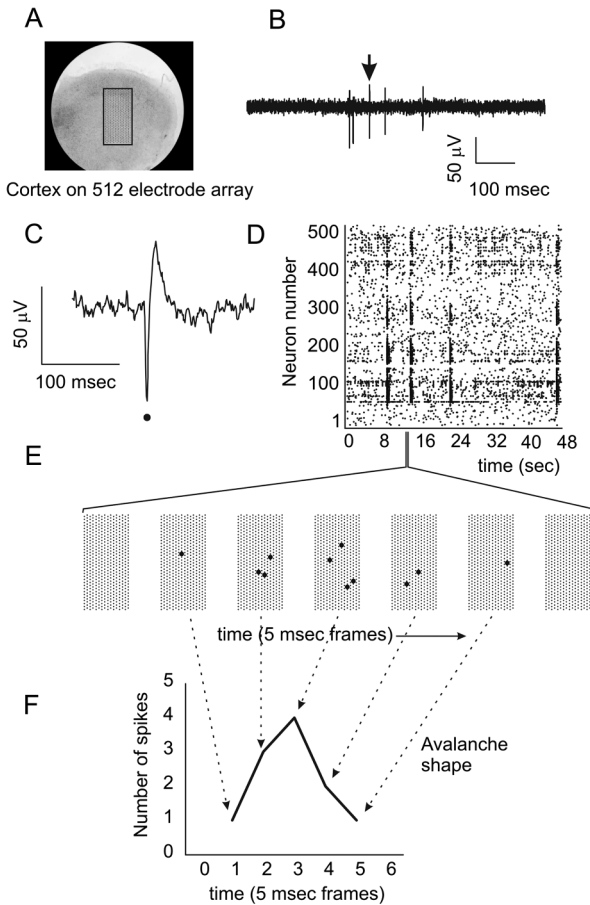 A
B
Cortex on 512 electrode array
50 μV
100 msec
C
50 μV
100 msec
D
Neuron number
500
400
300
200
100
1
0 8 16 24 32 40 48
time (sec)
E
time (5 msec frames)
F
Number of spikes
5
4
3
2
1
0
Avalanche
shape
0 1 2 3 4 5 6
time (5 msec frames)